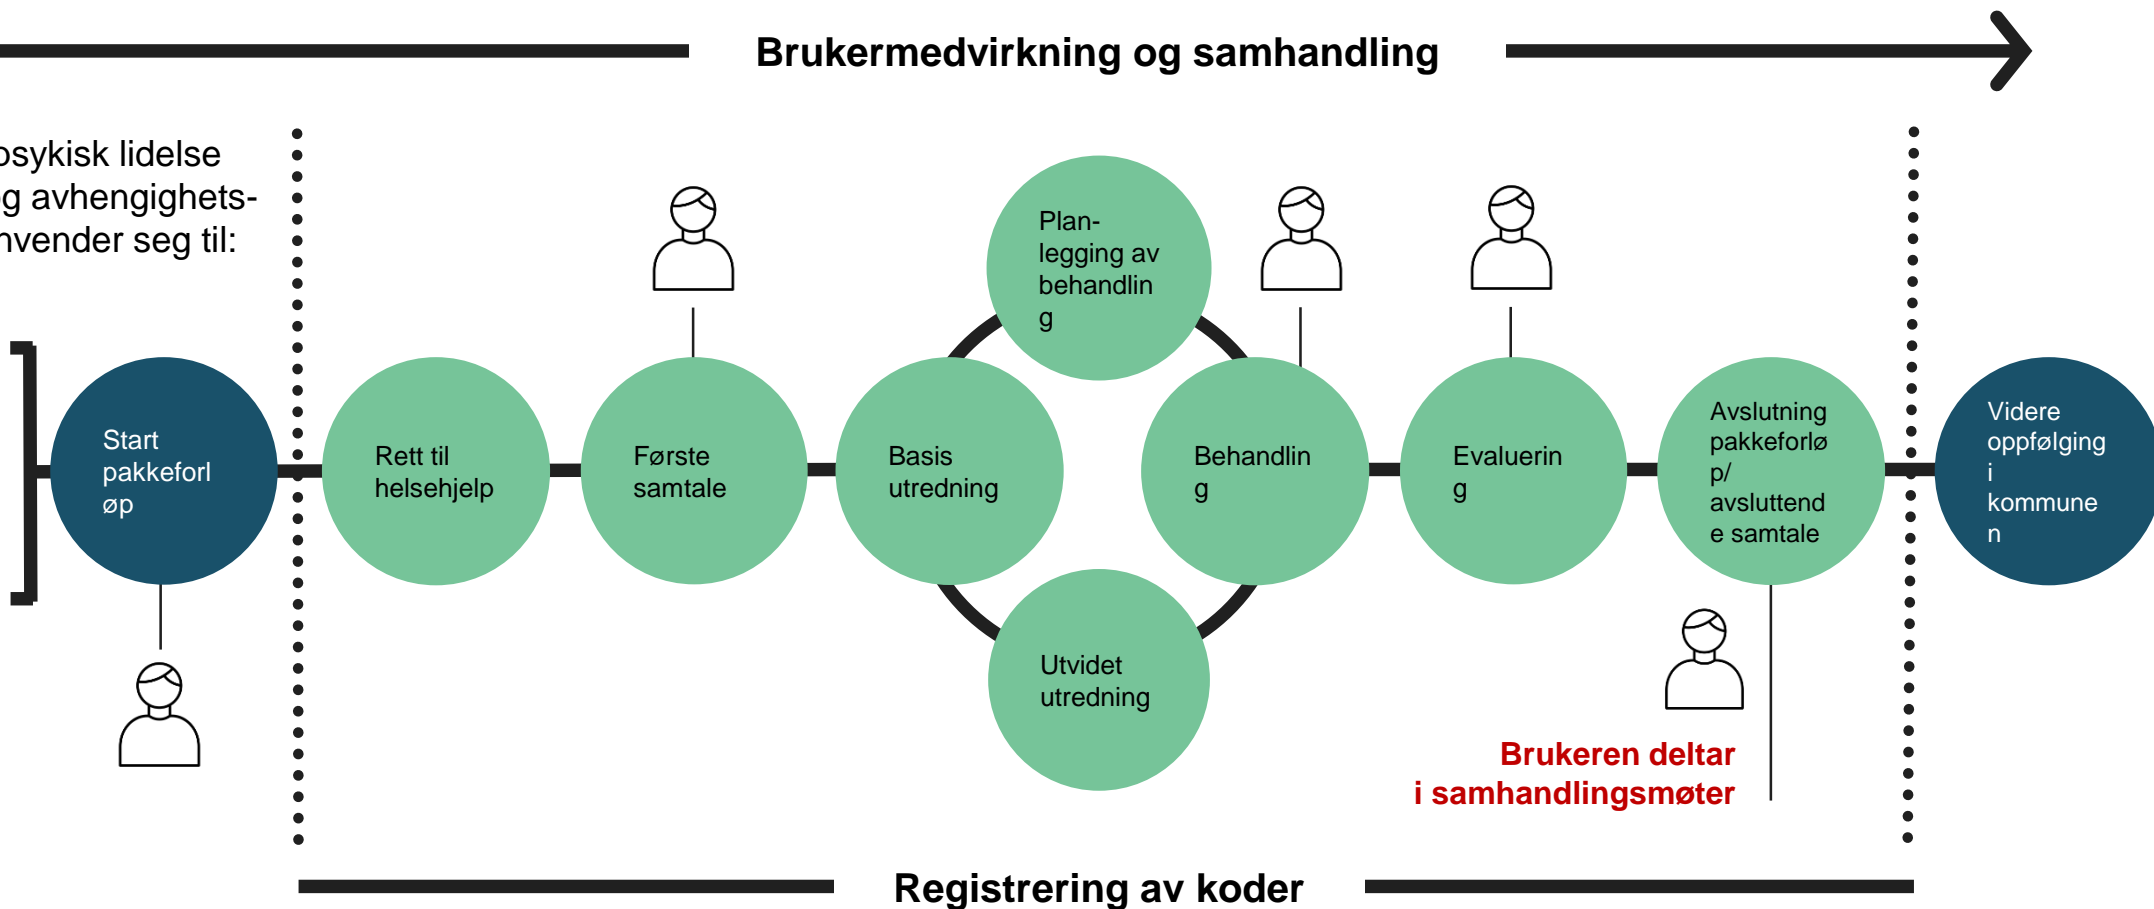 Brukermedvirkning og samhandling
psykisk lidelse
og avhengighets-
nvender seg til:
Start
pakkeforl
øp
Rett til
helsehjelp
Første
samtale
Basis
utredning
Plan-
legging av
behandlin
g
Utvidet
utredning
Behandlin
g
Evaluerin
g
Avslutning
pakkeforlø
p/
avsluttend
e samtale
Videre
oppfølging
i
kommune
n
Brukeren deltar
i samhandlingsmøter
Registrering av koder